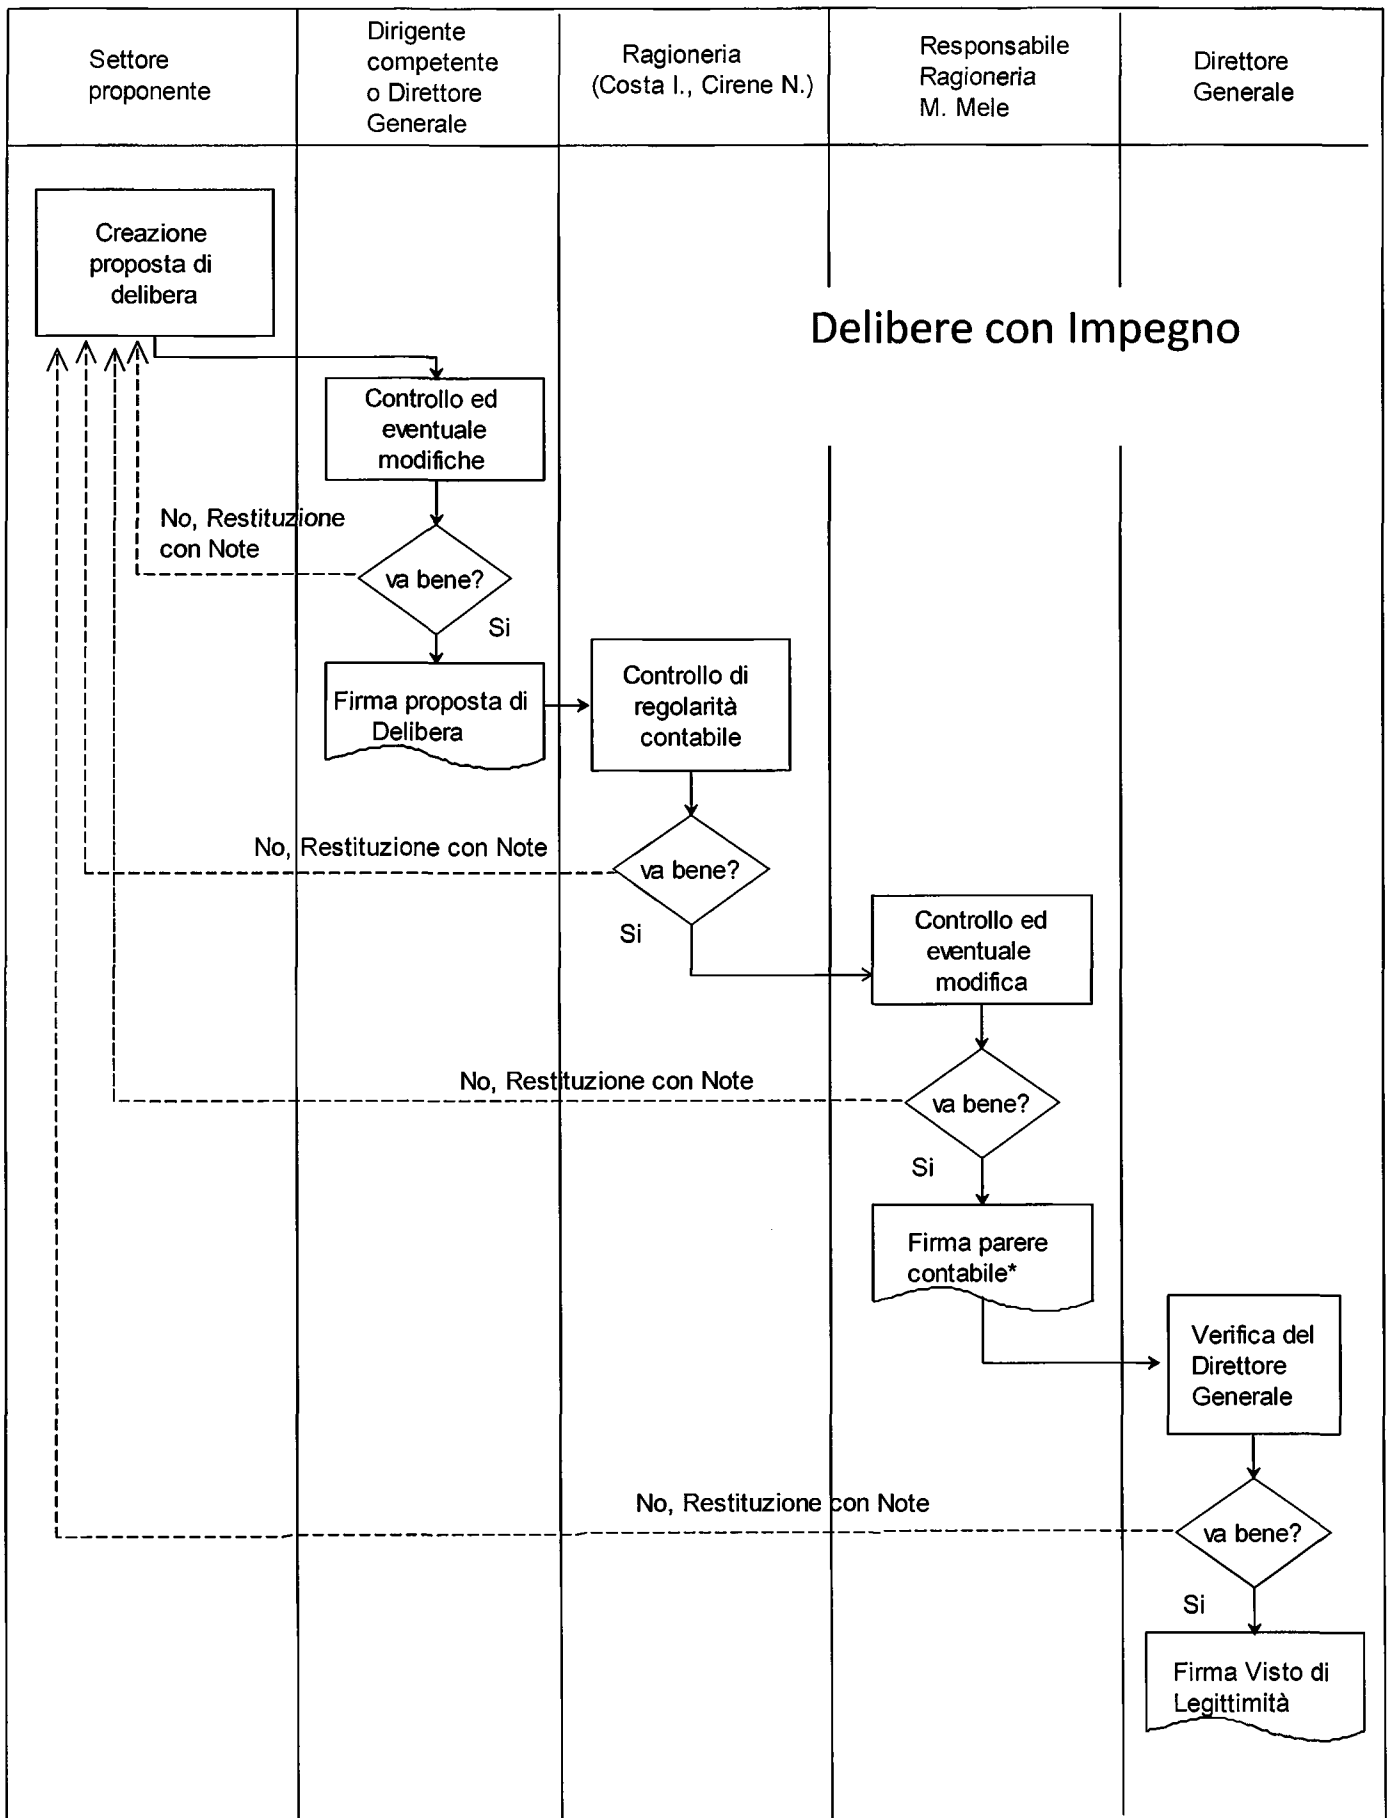 Settore
proponente
Dirigente
competente
o Direttore
Generale
Ragioneria
(Costa I., Cirene N.)
Responsabile
Ragioneria
M. Mele
Direttore
Generale
Creazione
proposta di
delibera
Delibere con Impegno
Controllo ed
eventuale
modifiche
No, Restituzione
con Note
va bene?
Si
Firma proposta di
Delibera
Controllo di
regolarità
contabile
No, Restituzione con Note
va bene?
Si
Controllo ed
eventuale
modifica
No, Restituzione con Note
va bene?
Si
Firma parere
contabile*
Verifica del
Direttore
Generale
No, Restituzione con Note
va bene?
Si
Firma Visto di
Legittimità